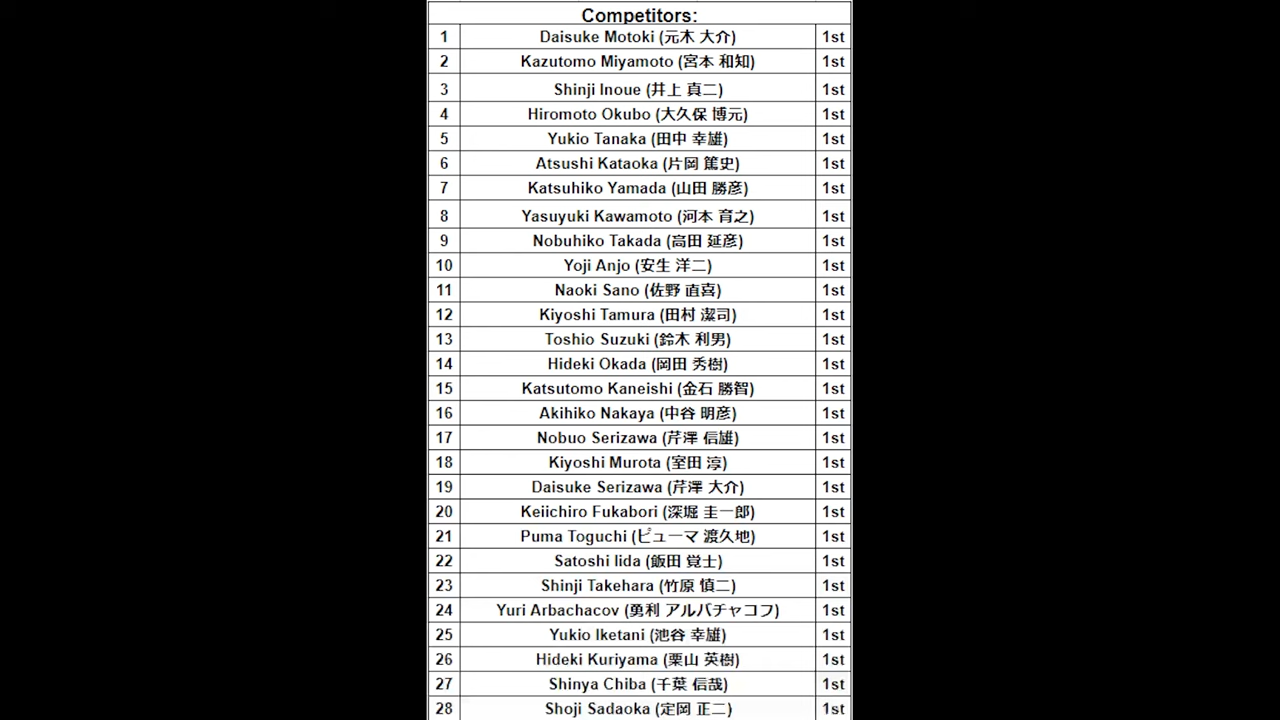 Competitors:
1 Daisuke Motoki (元木 大介) 1st
2 Kazutomo Miyamoto (宮本 和知) 1st
3 Shinji Inoue (井上 真二) 1st
4 Hiromoto Okubo (大久保 博元) 1st
5 Yukio Tanaka (田中 幸雄) 1st
6 Atsushi Kataoka (片岡 篤史) 1st
7 Katsuhiko Yamada (山田 勝彦) 1st
8 Yasuyuki Kawamoto (河本 育之) 1st
9 Nobuhiko Takada (高田 延彦) 1st
10 Yoji Anjo (安生 洋二) 1st
11 Naoki Sano (佐野 直喜) 1st
12 Kiyoshi Tamura (田村 潔司) 1st
13 Toshio Suzuki (鈴木 利男) 1st
14 Hideki Okada (岡田 秀樹) 1st
15 Katsutomo Kaneishi (金石 勝智) 1st
16 Akihiko Nakaya (中谷 明彦) 1st
17 Nobuo Serizawa (芹澤 信雄) 1st
18 Kiyoshi Murota (室田 淳) 1st
19 Daisuke Serizawa (芹澤 大介) 1st
20 Keiichiro Fukabori (深堀 圭一郎) 1st
21 Puma Toguchi (ピューマ 渡久地) 1st
22 Satoshi Iida (飯田 覚士) 1st
23 Shinji Takehara (竹原 慎二) 1st
24 Yuri Arbachacov (勇利 アルバチャコフ) 1st
25 Yukio Iketani (池谷 幸雄) 1st
26 Hideki Kuriyama (栗山 英樹) 1st
27 Shinya Chiba (千葉 信哉) 1st
28 Shoji Sadaoka (定岡 正二) 1st